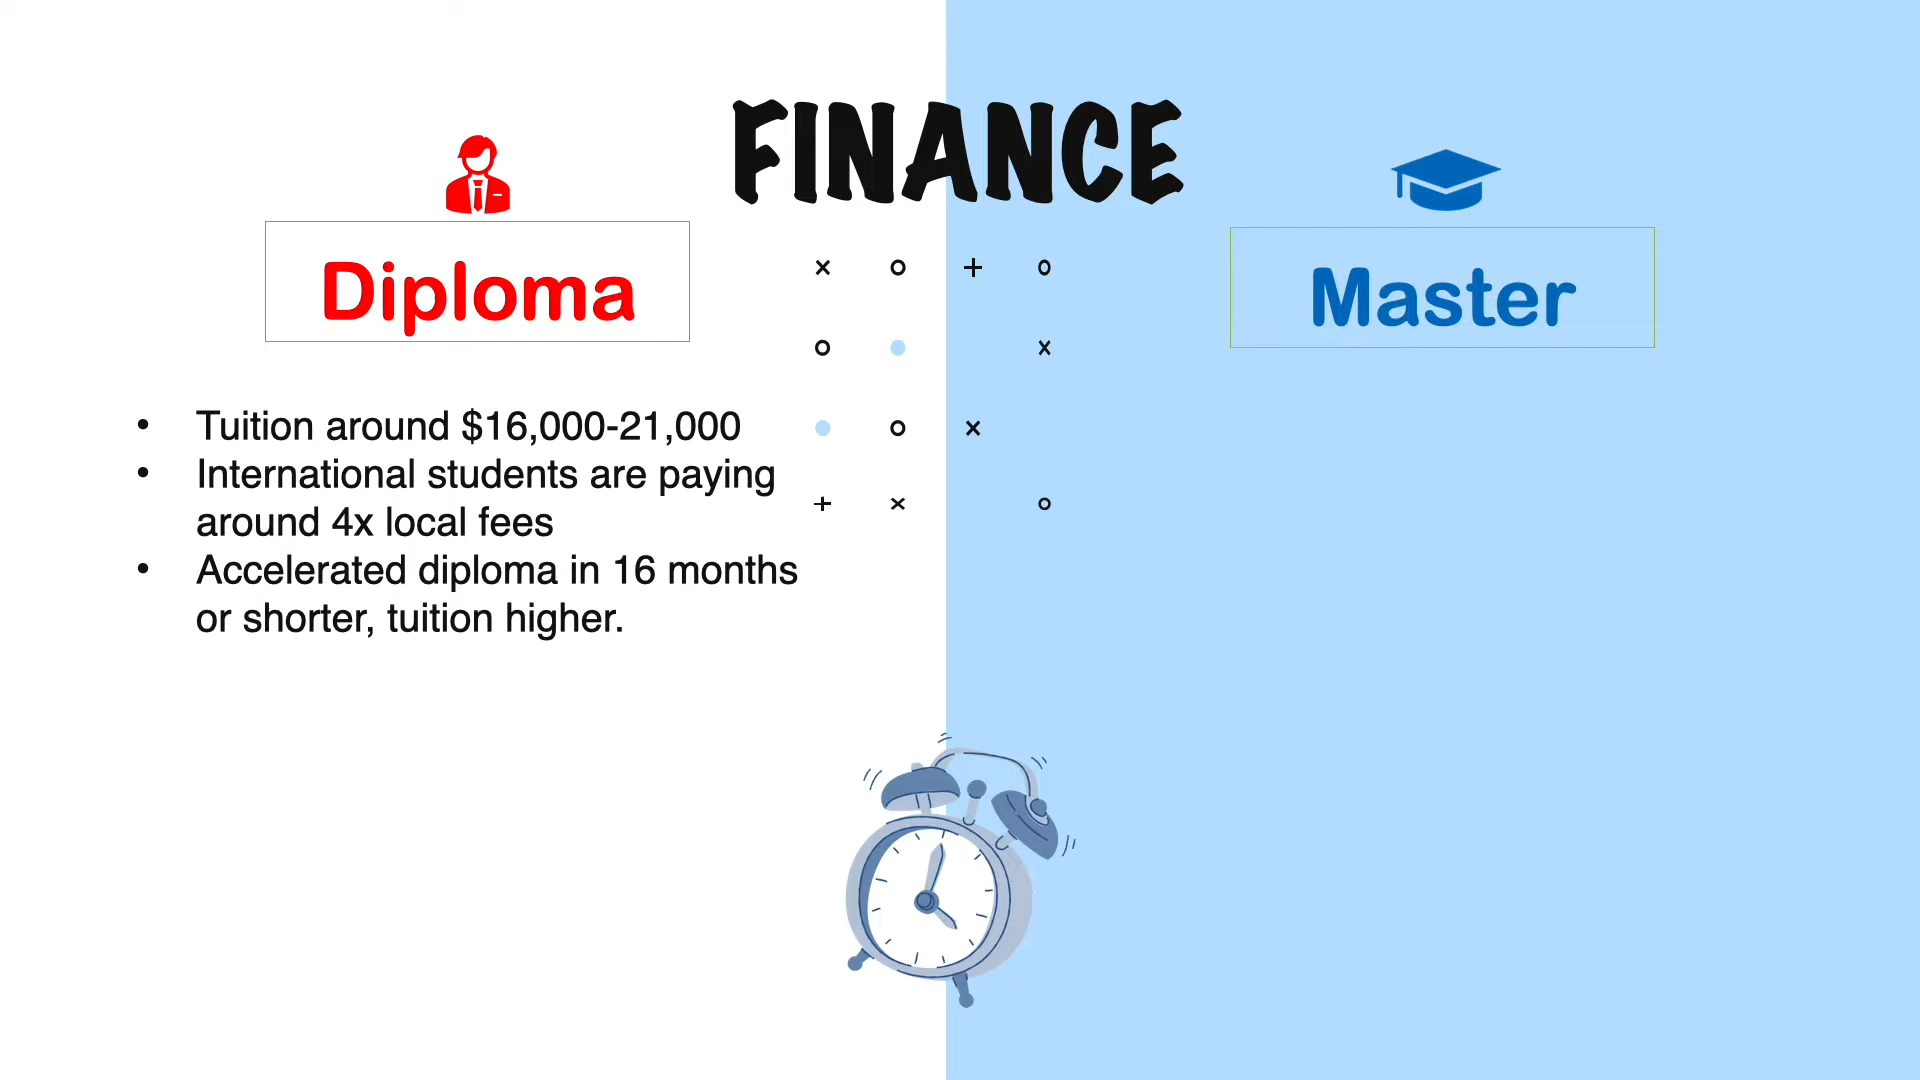 FINANCE
Diploma
Master
• Tuition around $16,000-21,000
• International students are paying
around 4x local fees
• Accelerated diploma in 16 months
or shorter, tuition higher.